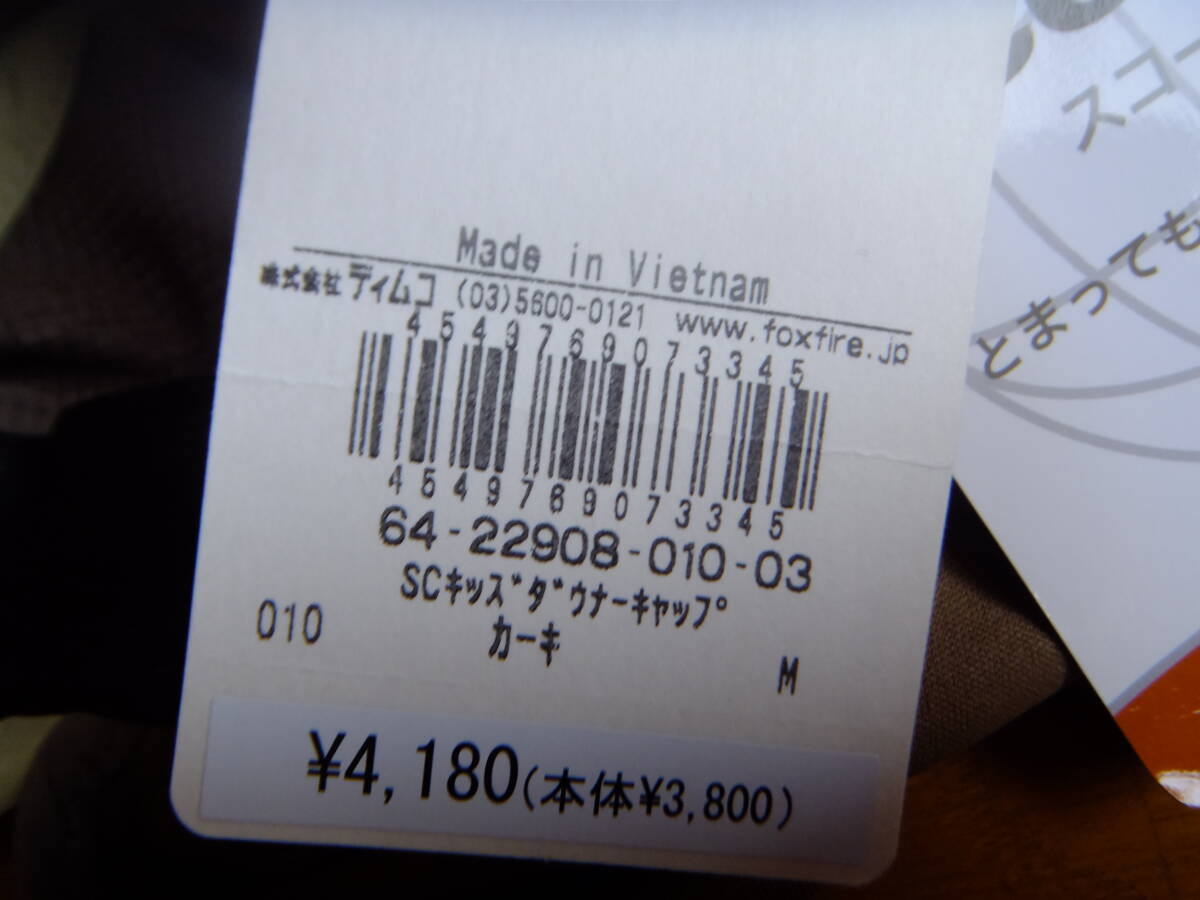 Made in Vietnam
株式会社 ティムコ (03)5600-0121 www.foxfire.jp
4549769073345
4549769073345
64-22908-010-03
SCキッズﾞダﾞウナーキャップﾟ
010 カーキ M
¥4,180(本体¥3,800)
スコー
とまっても